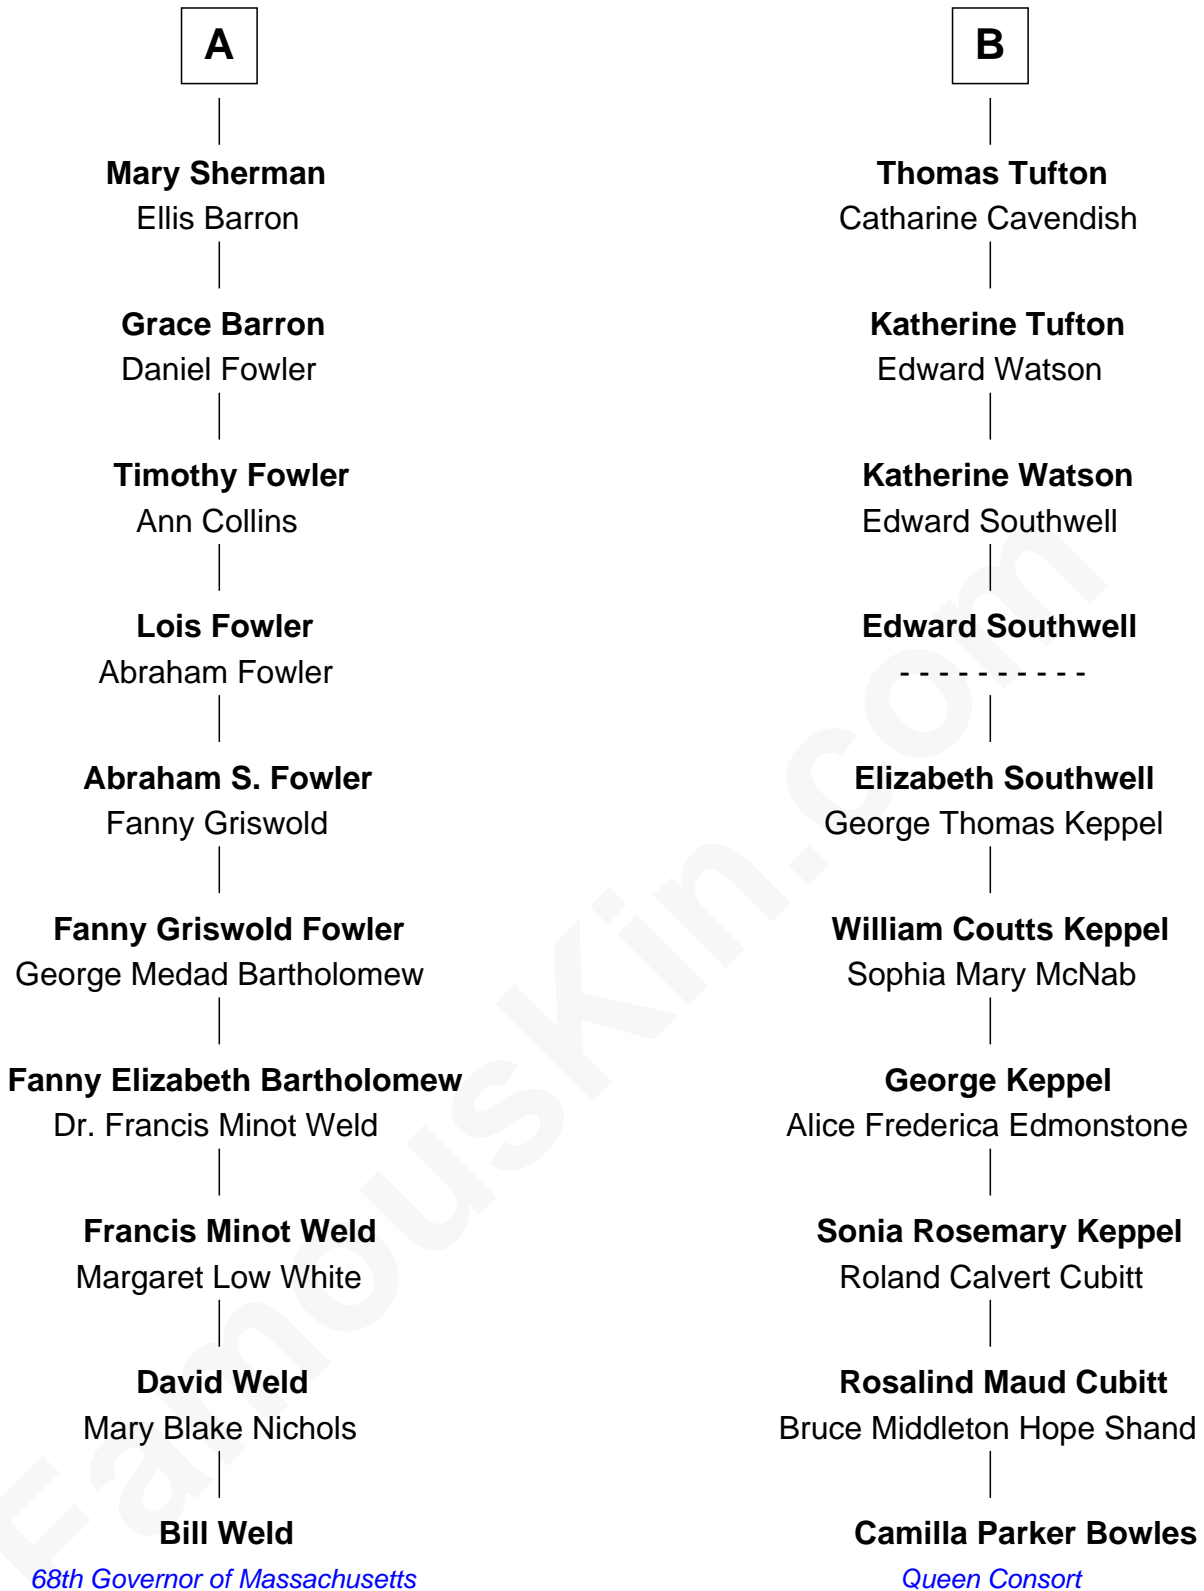 A
Mary Sherman
Ellis Barron
Grace Barron
Daniel Fowler
Timothy Fowler
Ann Collins
Lois Fowler
Abraham Fowler
Abraham S. Fowler
Fanny Griswold
Fanny Griswold Fowler
George Medad Bartholomew
Fanny Elizabeth Bartholomew
Dr. Francis Minot Weld
Francis Minot Weld
Margaret Low White
David Weld
Mary Blake Nichols
Bill Weld
68th Governor of Massachusetts
B
Thomas Tufton
Catharine Cavendish
Katherine Tufton
Edward Watson
Katherine Watson
Edward Southwell
Edward Southwell
- - - - - - - - - -
Elizabeth Southwell
George Thomas Keppel
William Coutts Keppel
Sophia Mary McNab
George Keppel
Alice Frederica Edmonstone
Sonia Rosemary Keppel
Roland Calvert Cubitt
Rosalind Maud Cubitt
Bruce Middleton Hope Shand
Camilla Parker Bowles
Queen Consort
FamousKin.com